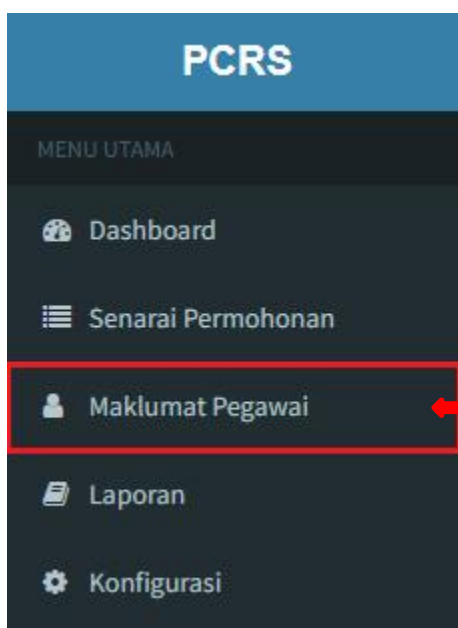 PCRS
MENU UTAMA
Dashboard
Senarai Permohonan
Maklumat Pegawai
Laporan
Konfigurasi